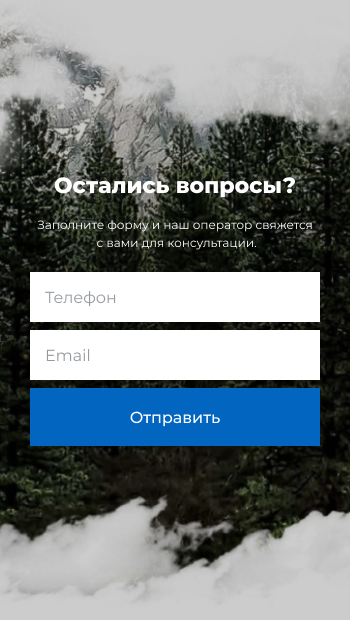 Остались вопросы?
Заполните форму и наш оператор свяжется
с вами для консультации.
Телефон
Email
Отправить